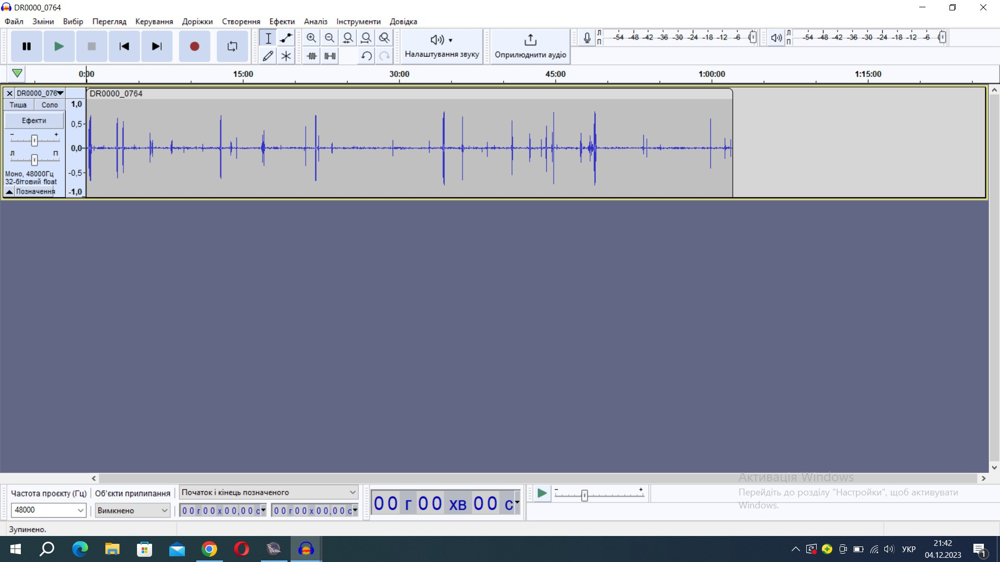 DR0000_0764
Файл Зміни Вибір Перегляд Керування Доріжки Створення Ефекти Аналіз Інструменти Довідка
Налаштування звуку
Оприлюднити аудіо
Л
П
-54 -48 -42 -36 -30 -24 -18 -12 -6
Л
П
-54 -48 -42 -36 -30 -24 -18 -12 -6
0:00 15:00 30:00 45:00 1:00:00 1:15:00
DR0000_076
DR0000_0764
Тиша Соло
Ефекти
- +
Л П
Моно, 48000Гц
32-бітовий float
Позначення
1,0
0,5
0,0
-0,5
-1,0
Активація Windows
Перейдіть до розділу "Настройки", щоб активувати
Windows.
Частота проєкту (Гц) Об'єкти прилипання Початок і кінець позначеного
48000 Вимкнено 00г00х00,00с 00г00х00,00с
00 г 00 хв 00 с
- +
Зупинено.
УКР
21:42
04.12.2023
1